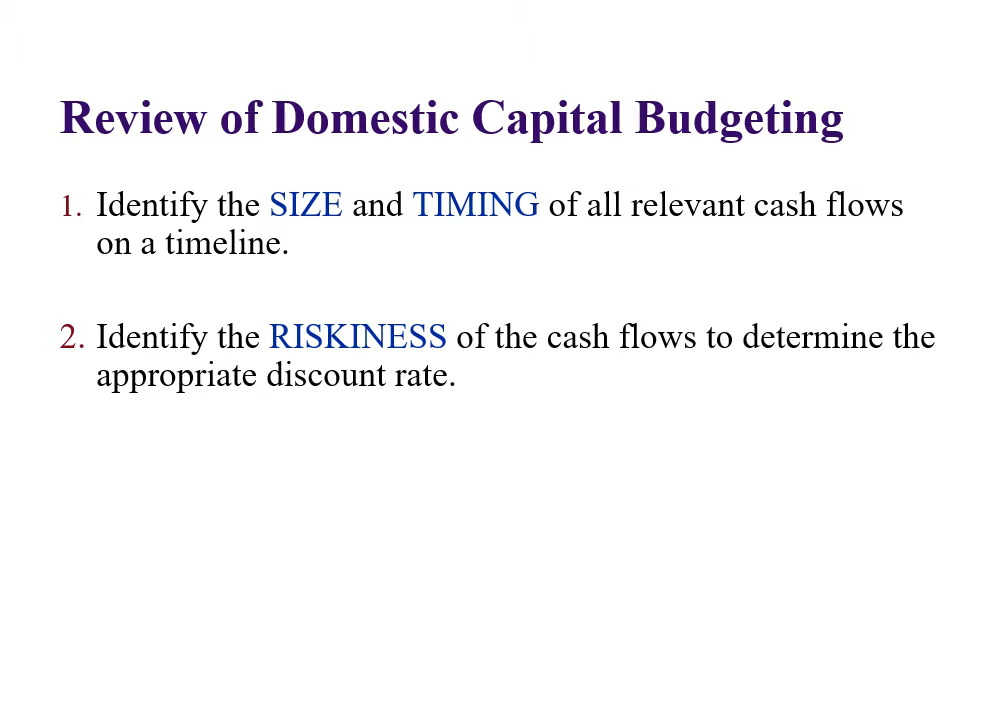 Review of Domestic Capital Budgeting
1. Identify the SIZE and TIMING of all relevant cash flows
on a timeline.
2. Identify the RISKINESS of the cash flows to determine the
appropriate discount rate.